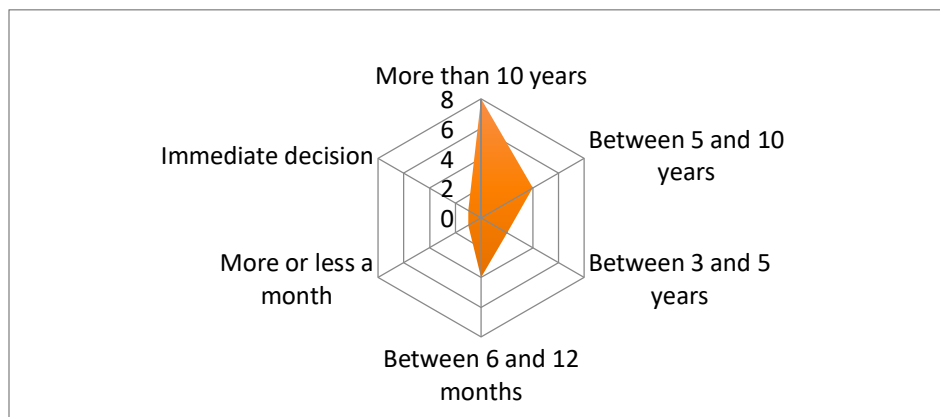 More than 10 years
8
6
4
2
0
Between 5 and 10
years
Immediate decision
More or less a
month
Between 3 and 5
years
Between 6 and 12
months